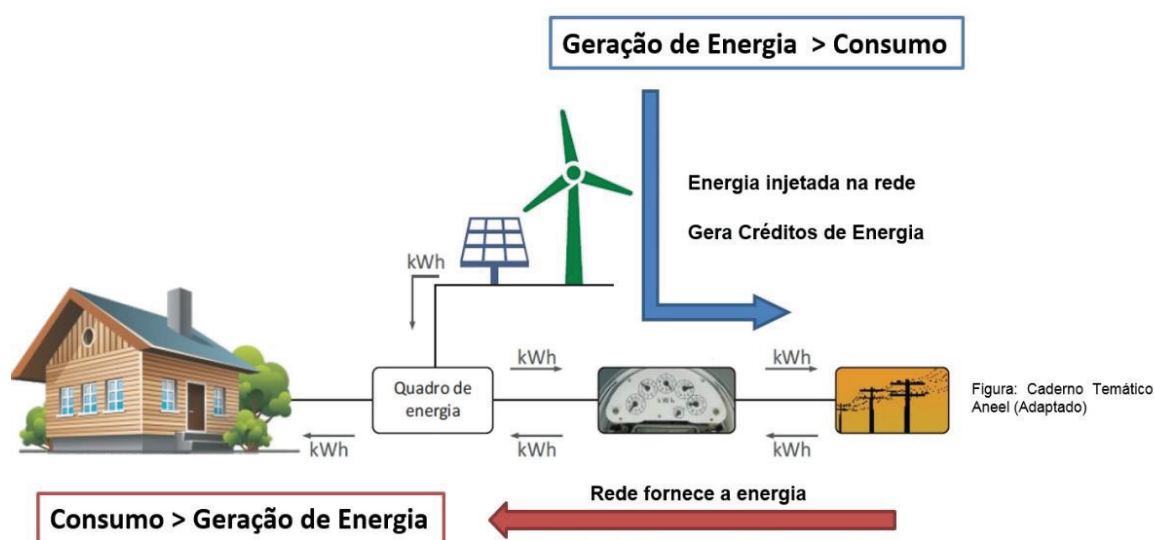 Geração de Energia > Consumo
Energia injetada na rede
Gera Créditos de Energia
kWh
kWh
kWh
Quadro de
energia
Figura: Caderno Temático
Aneel (Adaptado)
kWh
kWh
kWh
Rede fornece a energia
Consumo > Geração de Energia